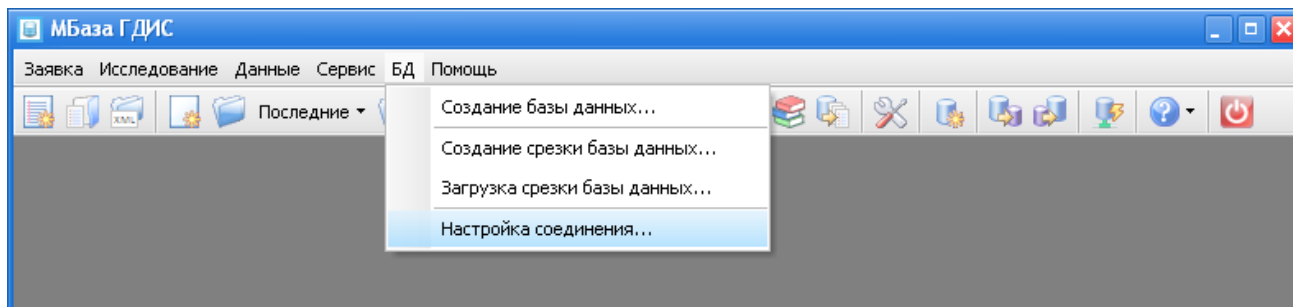 МБаза ГДИС
Заявка Исследование Данные Сервис БД Помощь
XML Последние
Создание базы данных...
Создание срезки базы данных...
Загрузка срезки базы данных...
Настройка соединения...